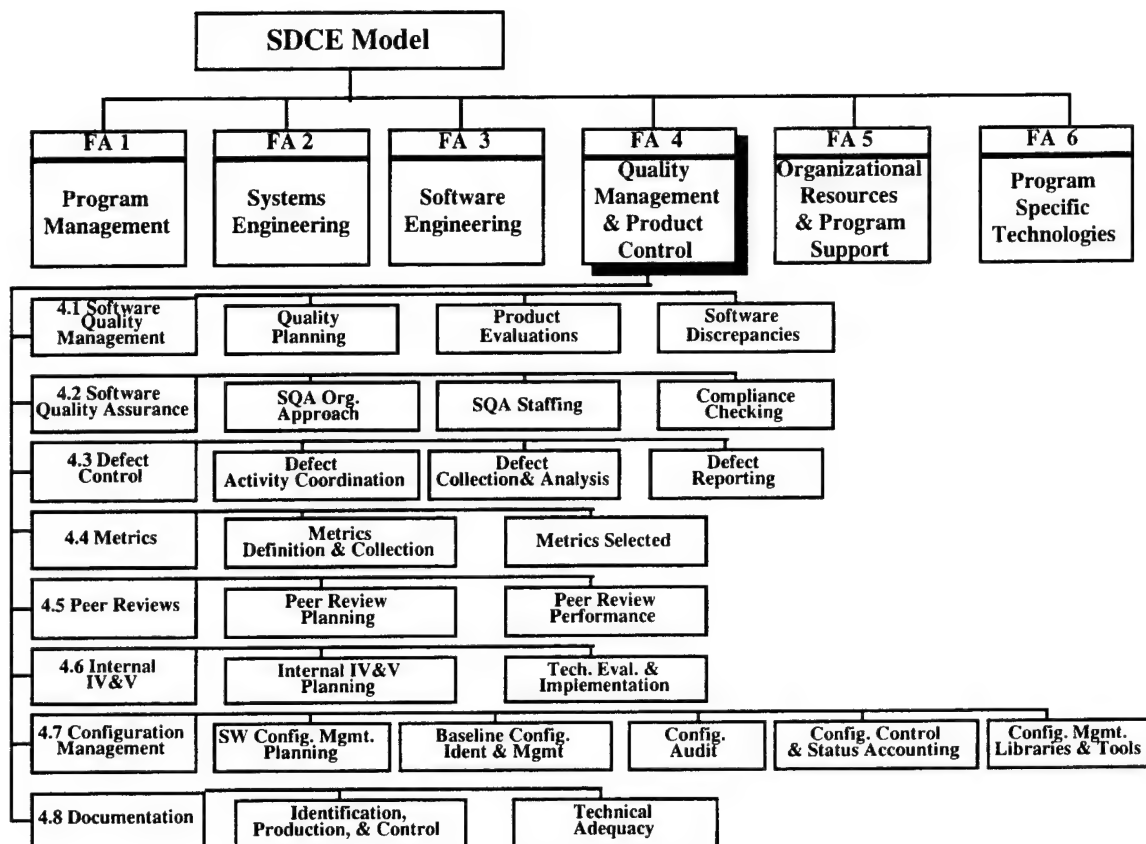 SDCE Model
FA 1
Program
Management
FA 2
Systems
Engineering
FA 3
Software
Engineering
FA 4
Quality
Management
& Product
Control
FA 5
Organizational
Resources
& Program
Support
FA 6
Program
Specific
Technologies
4.1 Software
Quality
Management
Quality
Planning
Product
Evaluations
Software
Discrepancies
4.2 Software
Quality Assurance
SQA Org.
Approach
SQA Staffing
Compliance
Checking
4.3 Defect
Control
Defect
Activity Coordination
Defect
Collection& Analysis
Defect
Reporting
4.4 Metrics
Metrics
Definition & Collection
Metrics Selected
4.5 Peer Reviews
Peer Review
Planning
Peer Review
Performance
4.6 Internal
IV&V
Internal IV&V
Planning
Tech. Eval. &
Implementation
4.7 Configuration
Management
SW Config. Mgmt.
Planning
Baseline Config.
Ident & Mgmt
Config.
Audit
Config. Control
& Status Accounting
Config. Mgmt.
Libraries & Tools
4.8 Documentation
Identification,
Production, & Control
Technical
Adequacy